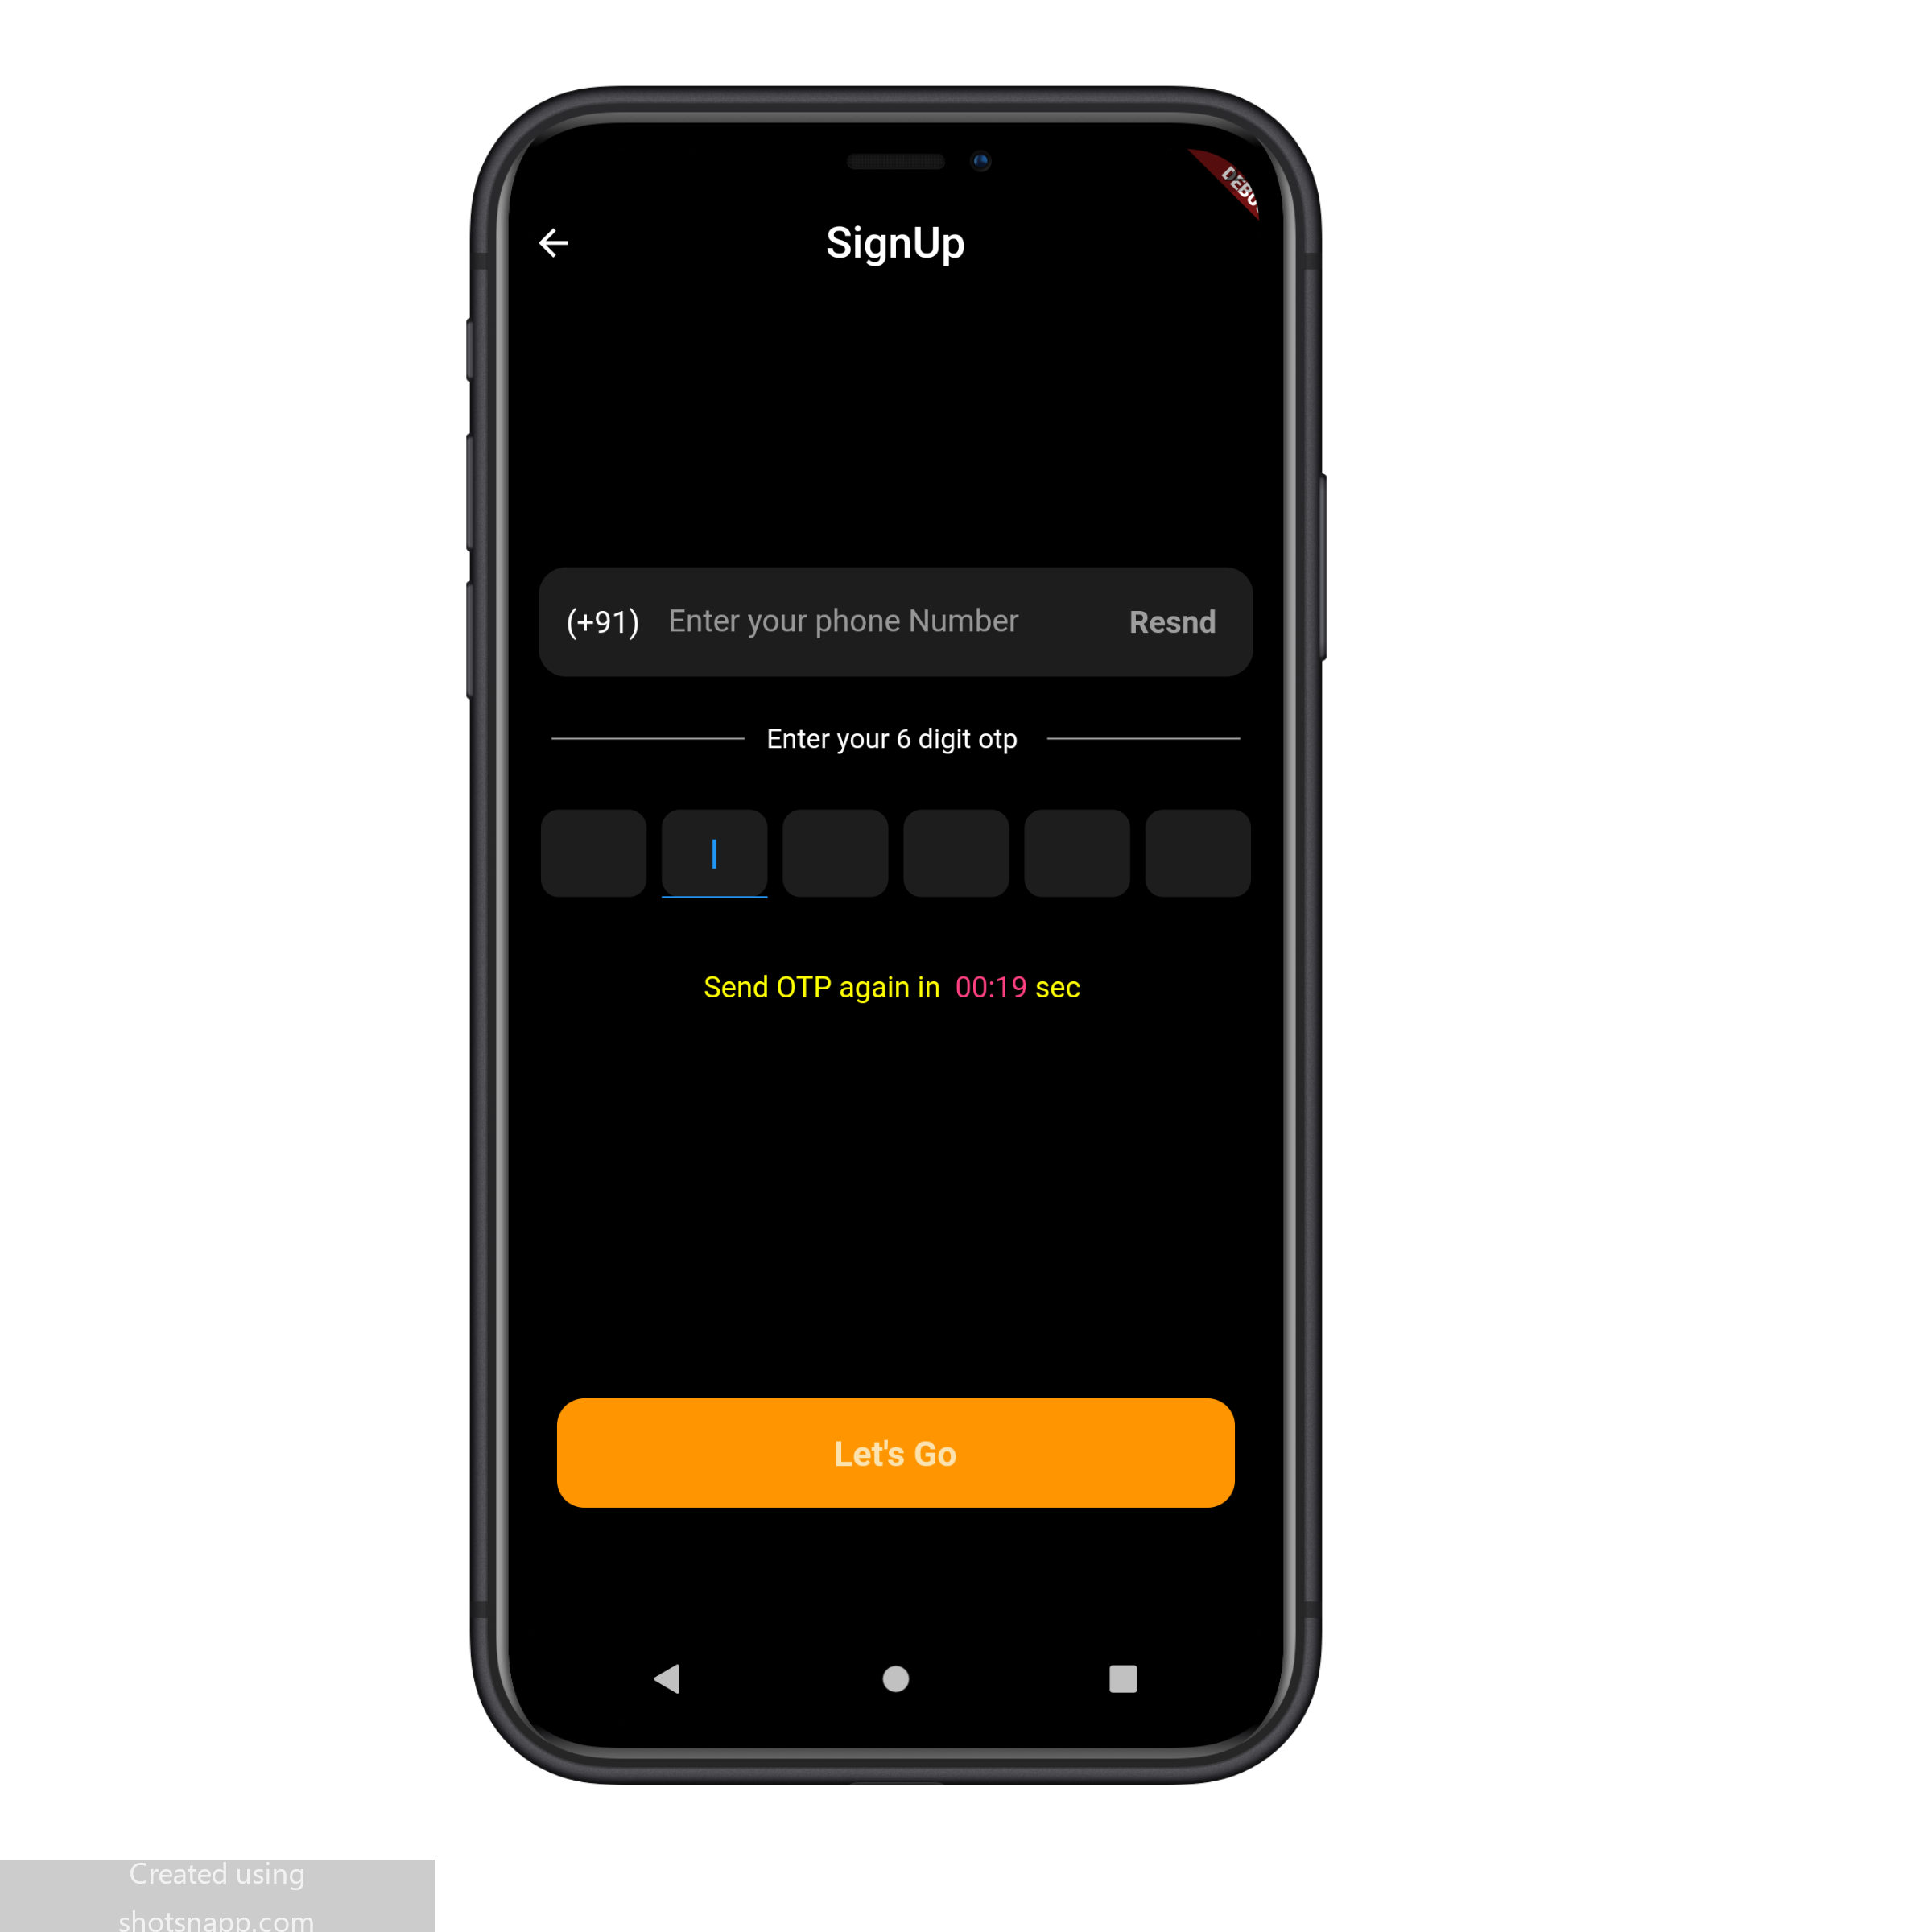 DEBU
SignUp
(+91) Enter your phone Number Resnd
Enter your 6 digit otp
Send OTP again in 00:19 sec
Let's Go
Created using
shotsnapp.com